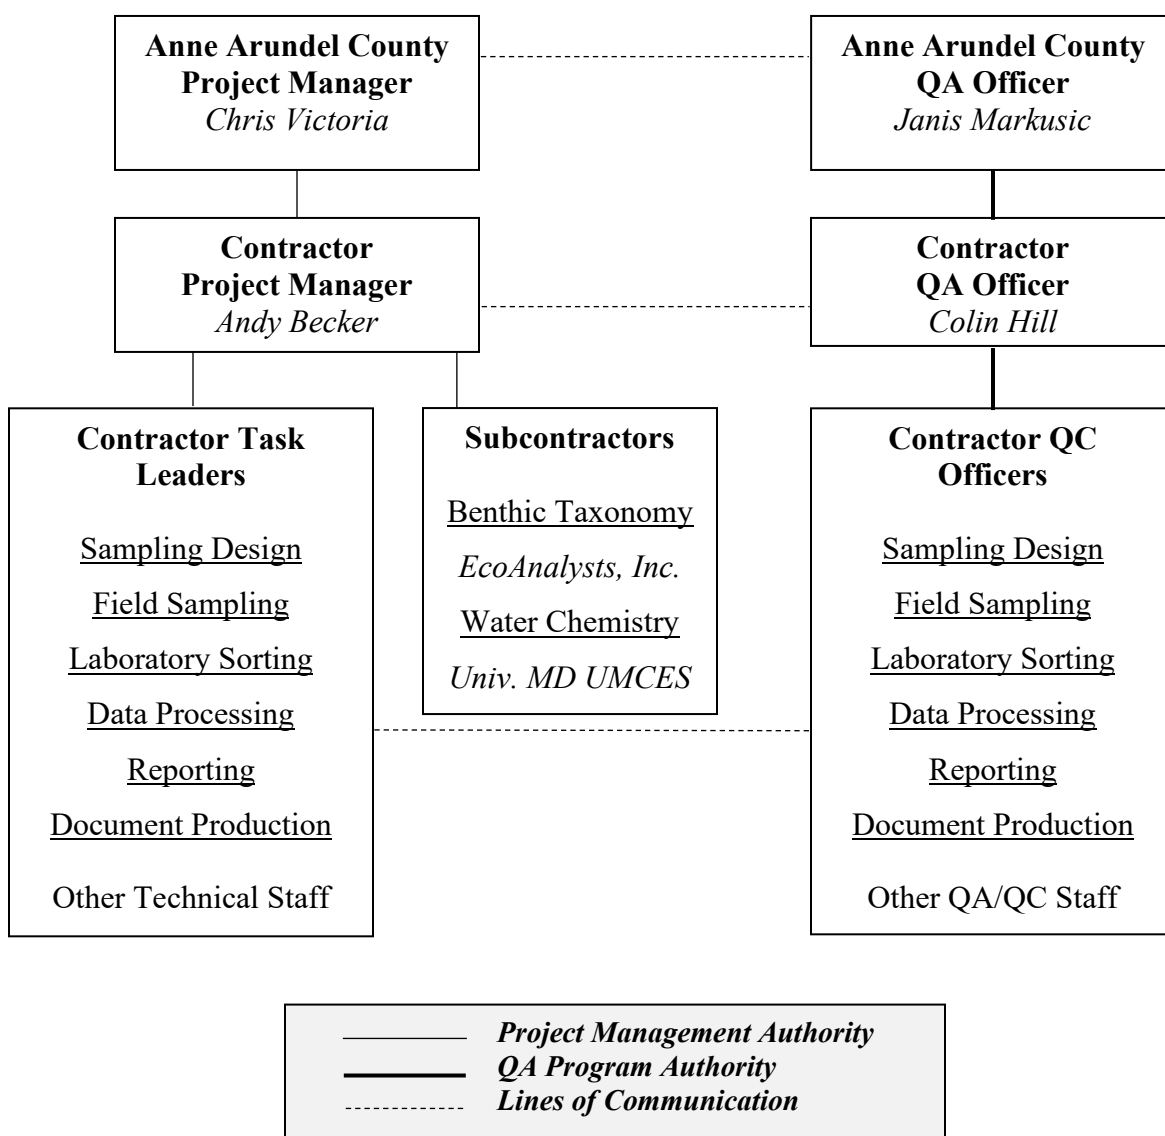 Anne Arundel County
Project Manager
Chris Victoria
Anne Arundel County
QA Officer
Janis Markusic
Contractor
Project Manager
Andy Becker
Contractor
QA Officer
Colin Hill
Contractor Task
Leaders
Sampling Design
Field Sampling
Laboratory Sorting
Data Processing
Reporting
Document Production
Other Technical Staff
Subcontractors
Benthic Taxonomy
EcoAnalysts, Inc.
Water Chemistry
Univ. MD UMCES
Contractor QC
Officers
Sampling Design
Field Sampling
Laboratory Sorting
Data Processing
Reporting
Document Production
Other QA/QC Staff
Project Management Authority
QA Program Authority
Lines of Communication